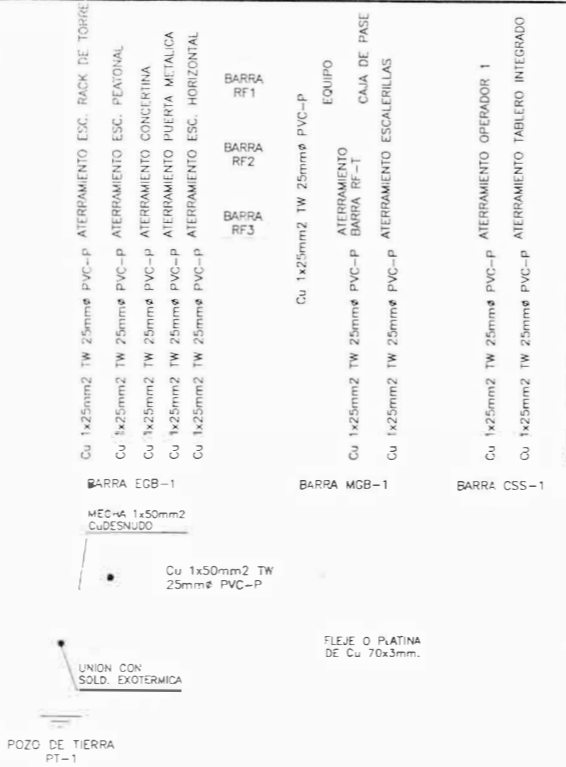 Cu 1x25mm2 TW 25mmø PVC-P ATERRAMIENTO ESC. RACK DE TORRE
Cu 1x25mm2 TW 25mmø PVC-P ATERRAMIENTO ESC. PEATONAL
Cu 1x25mm2 TW 25mmø PVC-P ATERRAMIENTO CONCERTINA
Cu 1x25mm2 TW 25mmø PVC-P ATERRAMIENTO PUERTA METALICA
Cu 1x25mm2 TW 25mmø PVC-P ATERRAMIENTO ESC. HORIZONTAL
BARRA
RF1
BARRA
RF2
BARRA
RF3
Cu 1x25mm2 TW 25mmø PVC-P
EQUIPO
Cu 1x25mm2 TW 25mmø PVC-P ATERRAMIENTO
BARRA RF-T
CAJA DE PASE
Cu 1x25mm2 TW 25mmø PVC-P ATERRAMIENTO ESCALERILLAS
Cu 1x25mm2 TW 25mmø PVC-P ATERRAMIENTO OPERADOR 1
Cu 1x25mm2 TW 25mmø PVC-P ATERRAMIENTO TABLERO INTEGRADO
BARRA EGB-1
BARRA MGB-1
BARRA CSS-1
MECHA 1x50mm2
CuDESNUDO
Cu 1x50mm2 TW
25mmø PVC-P
FLEJE O PLATINA
DE Cu 70x3mm.
UNION CON
SOLD. EXOTERMICA
POZO DE TIERRA
PT-1